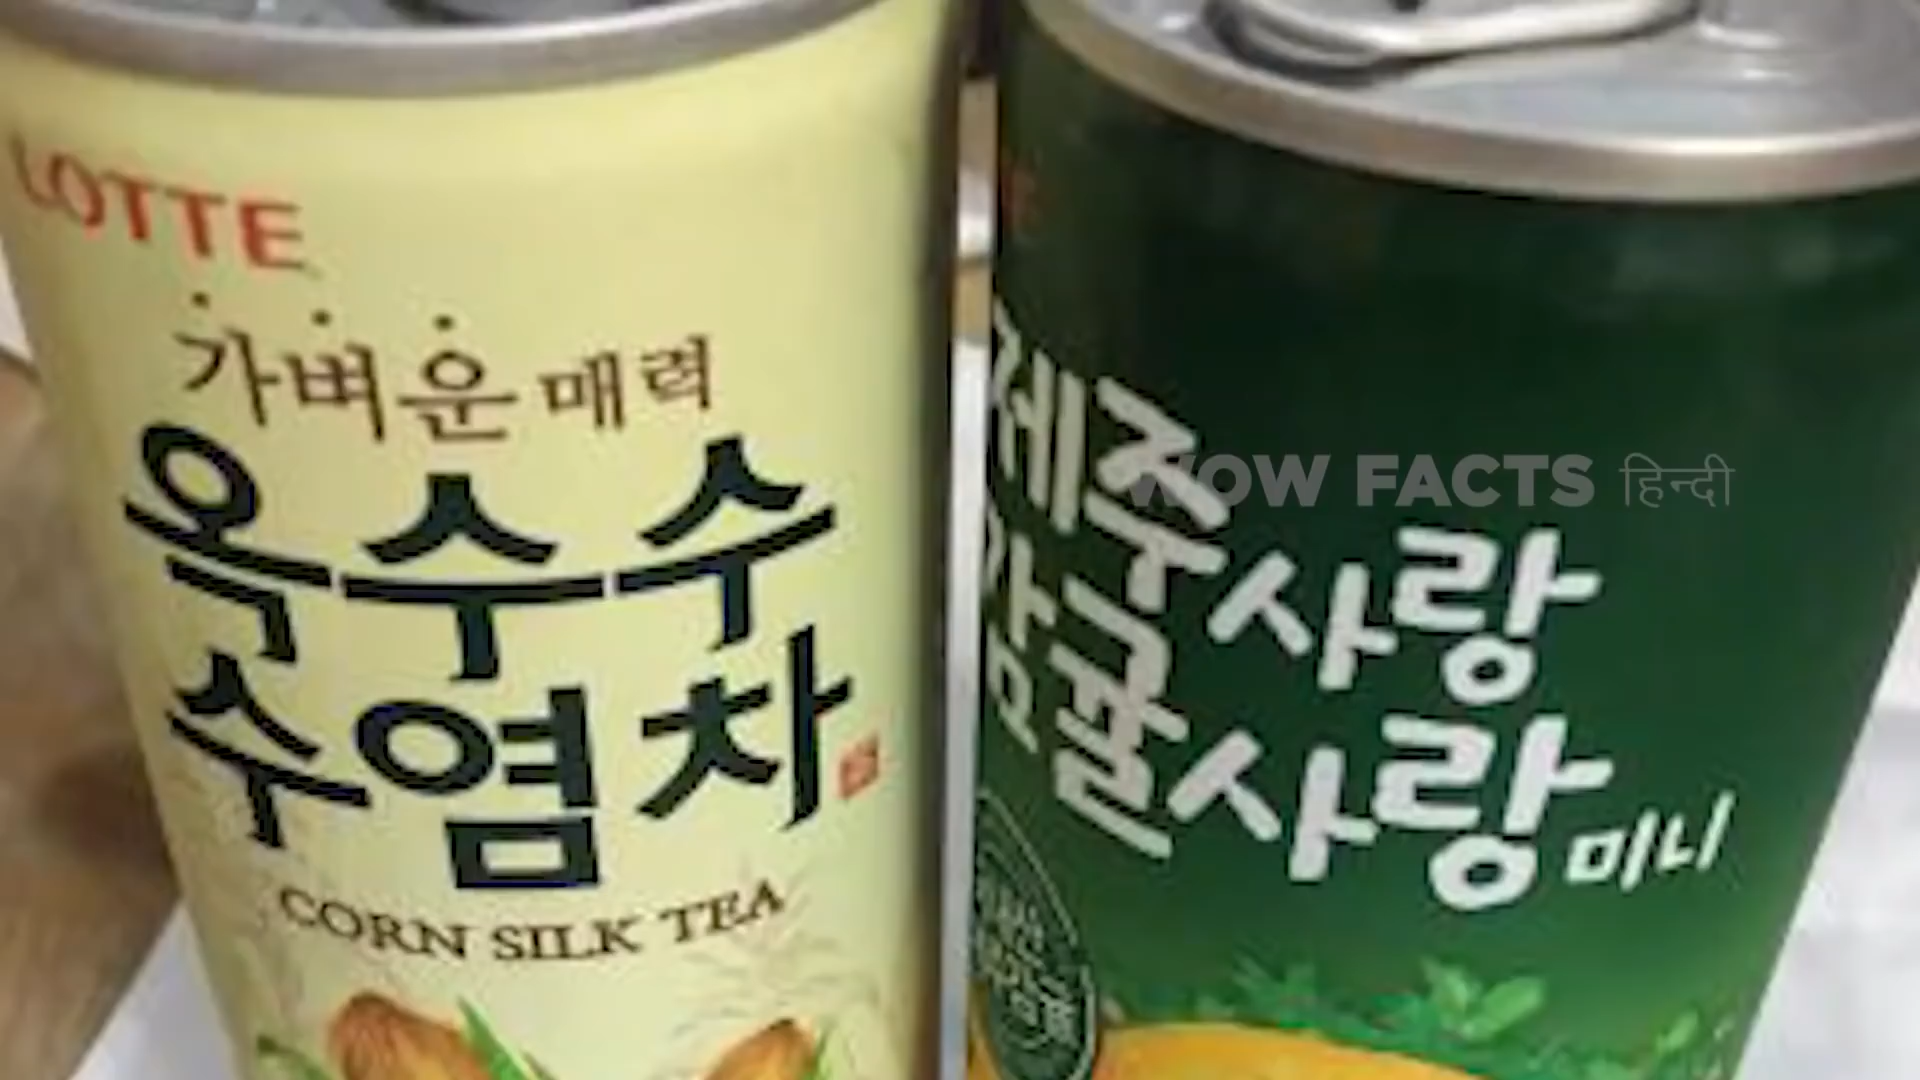 LOTTE
가벼운 매력
옥수수
수염차
CORN SILK TEA
제주사랑
감귤사랑 미니
WOW FACTS हिन्दी